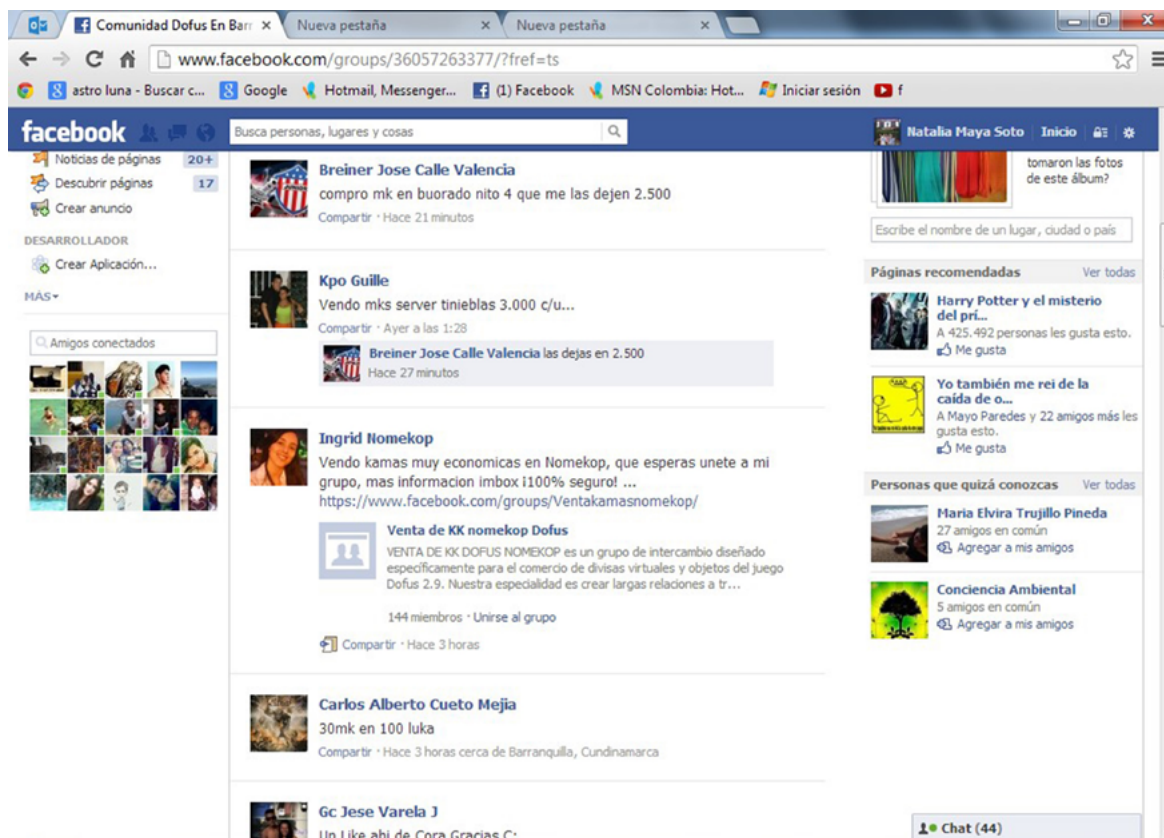 Comunidad Dofus En Barr
Nueva pestaña
Nueva pestaña
www.facebook.com/groups/36057263377/?fref=ts
astro luna - Buscar c...
Google
Hotmail, Messenger...
(1) Facebook
MSN Colombia: Hot...
Iniciar sesión
f
facebook
Busca personas, lugares y cosas
Natalia Maya Soto
Inicio
Noticias de páginas 20+
Descubrir páginas 17
Crear anuncio
DESARROLLADOR
Crear Aplicación...
MÁS
Amigos conectados
Breiner Jose Calle Valencia
compro mk en buorado nito 4 que me las dejen 2.500
Compartir · Hace 21 minutos
Kpo Guille
Vendo mks server tinieblas 3.000 c/u...
Compartir · Ayer a las 1:28
Breiner Jose Calle Valencia las dejas en 2.500
Hace 27 minutos
Ingrid Nomekop
Vendo kamas muy economicas en Nomekop, que esperas unete a mi
grupo, mas informacion imbox ¡100% seguro! ...
https://www.facebook.com/groups/Ventakamasnomekop/
Venta de KK nomekop Dofus
VENTA DE KK DOFUS NOMEKOP es un grupo de intercambio diseñado
específicamente para el comercio de divisas virtuales y objetos del juego
Dofus 2.9. Nuestra especialidad es crear largas relaciones a tr...
144 miembros · Unirse al grupo
Compartir · Hace 3 horas
Carlos Alberto Cueto Mejia
30mk en 100 luka
Compartir · Hace 3 horas cerca de Barranquilla, Cundinamarca
Gc Jese Varela J
Un Like ahi de Cora Gracias C:
tomaron las fotos
de este álbum?
Escribe el nombre de un lugar, ciudad o país
Páginas recomendadas
Ver todas
Harry Potter y el misterio
del prí...
A 425.492 personas les gusta esto.
Me gusta
Yo también me rei de la
caída de o...
A Mayo Paredes y 22 amigos más les
gusta esto.
Me gusta
Personas que quizá conozcas
Ver todas
Maria Elvira Trujillo Pineda
27 amigos en común
Agregar a mis amigos
Conciencia Ambiental
5 amigos en común
Agregar a mis amigos
Chat (44)